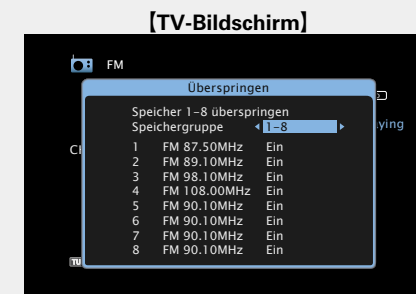 【TV-Bildschirm】
FM
Überspringen
Speicher 1–8 überspringen
Speichergruppe 1–8
1 FM 87.50MHz Ein
2 FM 89.10MHz Ein
3 FM 98.10MHz Ein
4 FM 108.00MHz Ein
5 FM 90.10MHz Ein
6 FM 90.10MHz Ein
7 FM 90.10MHz Ein
8 FM 90.10MHz Ein